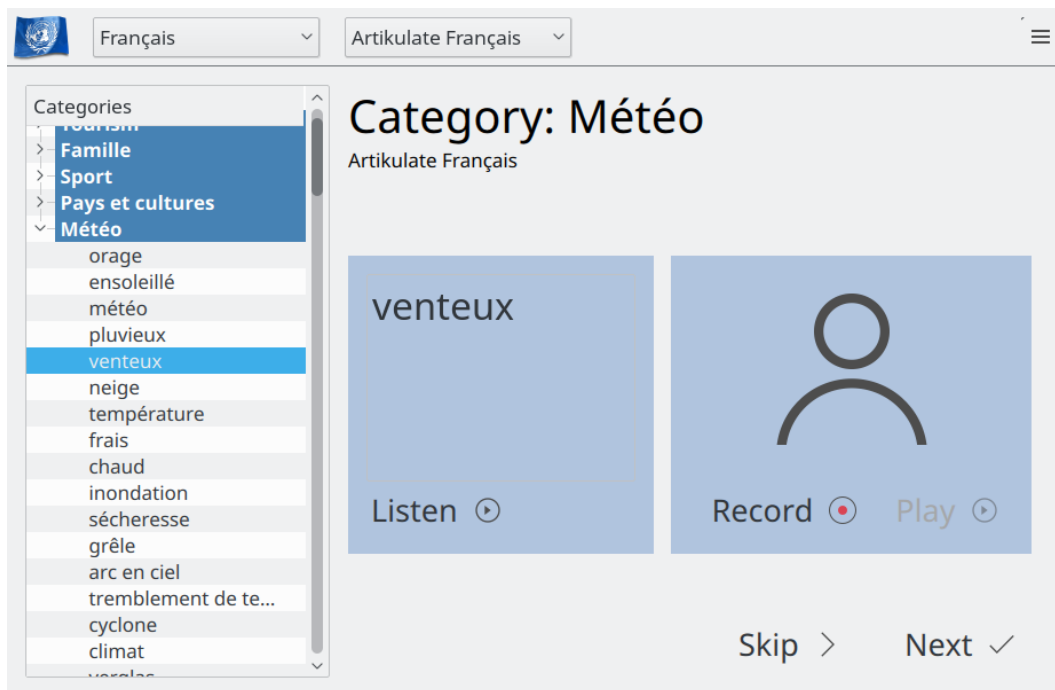 Français
Artikulate Français
Categories
Tourism
Famille
Sport
Pays et cultures
Météo
orage
ensoleillé
météo
pluvieux
venteux
neige
température
frais
chaud
inondation
sécheresse
grêle
arc en ciel
tremblement de te...
cyclone
climat
verglas
Category: Météo
Artikulate Français
venteux
Listen
Record
Play
Skip
Next